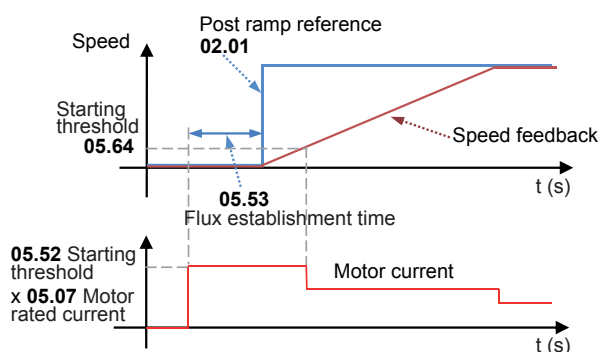 Post ramp reference
02.01
Speed
Starting
threshold
05.64
Speed feedback
05.53
Flux establishment time
t (s)
05.52 Starting
threshold
x 05.07 Motor
rated current
Motor current
t (s)